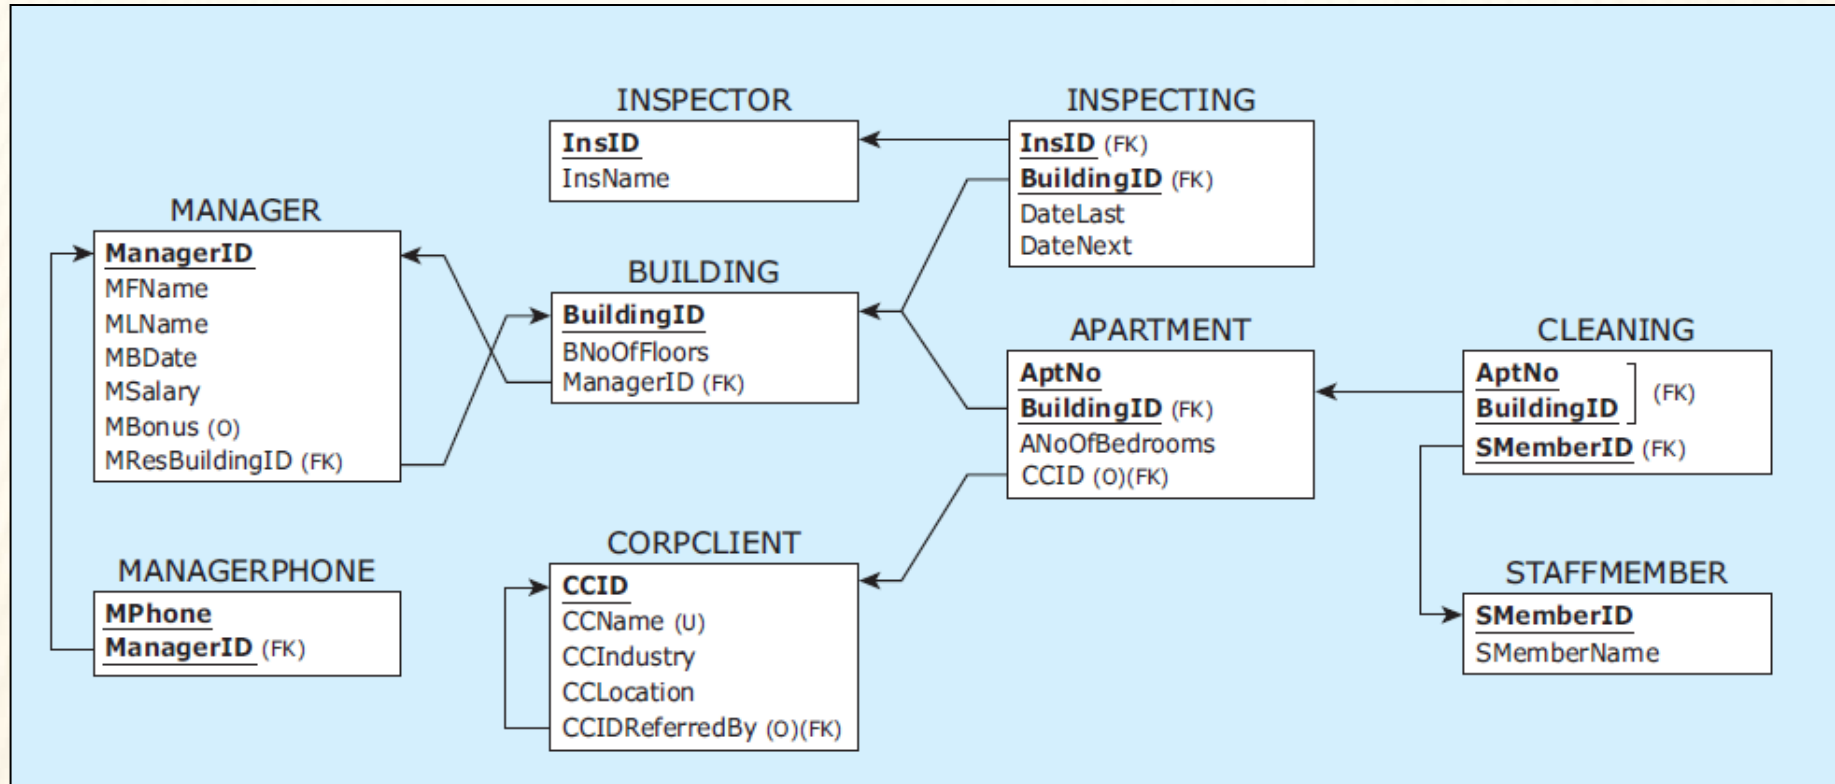 INSPECTOR
InsID
InsName
INSPECTING
InsID (FK)
BuildingID (FK)
DateLast
DateNext
MANAGER
ManagerID
MFName
MLName
MBDate
MSalary
MBonus (O)
MResBuildingID (FK)
BUILDING
BuildingID
BNoOfFloors
ManagerID (FK)
APARTMENT
AptNo
BuildingID (FK)
ANoOfBedrooms
CCID (O)(FK)
CLEANING
AptNo
BuildingID
(FK)
SMemberID (FK)
MANAGERPHONE
MPhone
ManagerID (FK)
CORPCLIENT
CCID
CCName (U)
CCIndustry
CCLocation
CCIDReferredBy (O)(FK)
STAFFMEMBER
SMemberID
SMemberName